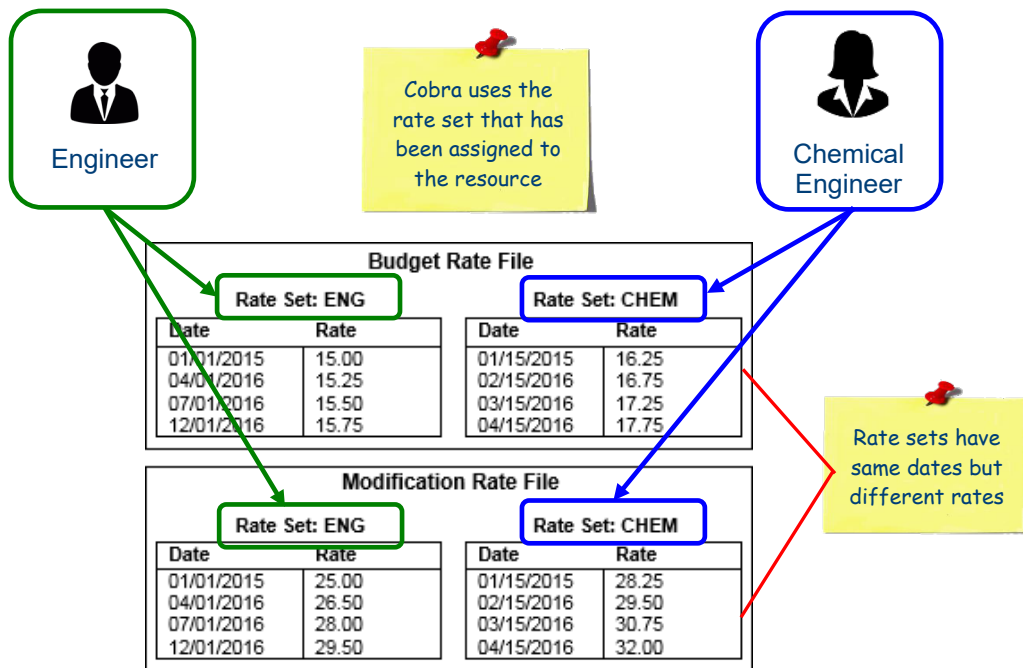 Engineer
Cobra uses the
rate set that has
been assigned to
the resource
Chemical
Engineer
Budget Rate File
Rate Set: ENG
Date Rate
01/01/2015 15.00
04/01/2016 15.25
07/01/2016 15.50
12/01/2016 15.75
Rate Set: CHEM
Date Rate
01/15/2015 16.25
02/15/2016 16.75
03/15/2016 17.25
04/15/2016 17.75
Rate sets have
same dates but
different rates
Modification Rate File
Rate Set: ENG
Date Rate
01/01/2015 25.00
04/01/2016 26.50
07/01/2016 28.00
12/01/2016 29.50
Rate Set: CHEM
Date Rate
01/15/2015 28.25
02/15/2016 29.50
03/15/2016 30.75
04/15/2016 32.00